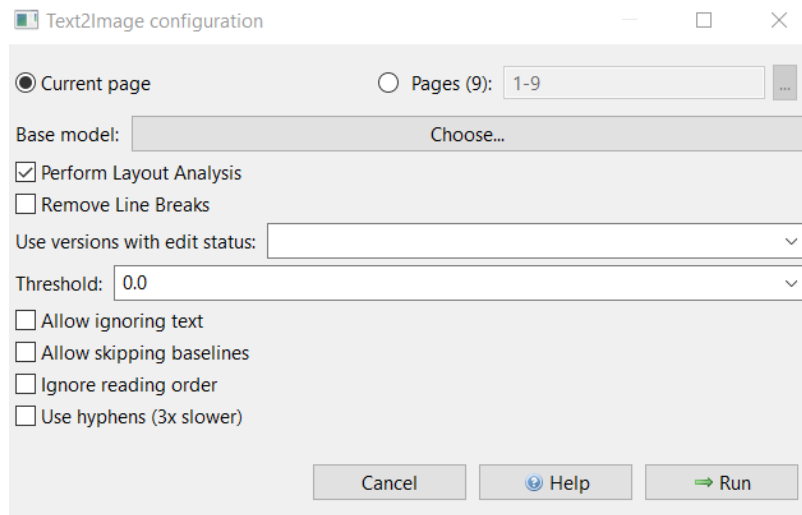 Text2Image configuration
Current page Pages (9): 1-9 ...
Base model: Choose...
Perform Layout Analysis
Remove Line Breaks
Use versions with edit status:
Threshold: 0.0
Allow ignoring text
Allow skipping baselines
Ignore reading order
Use hyphens (3x slower)
Cancel Help Run